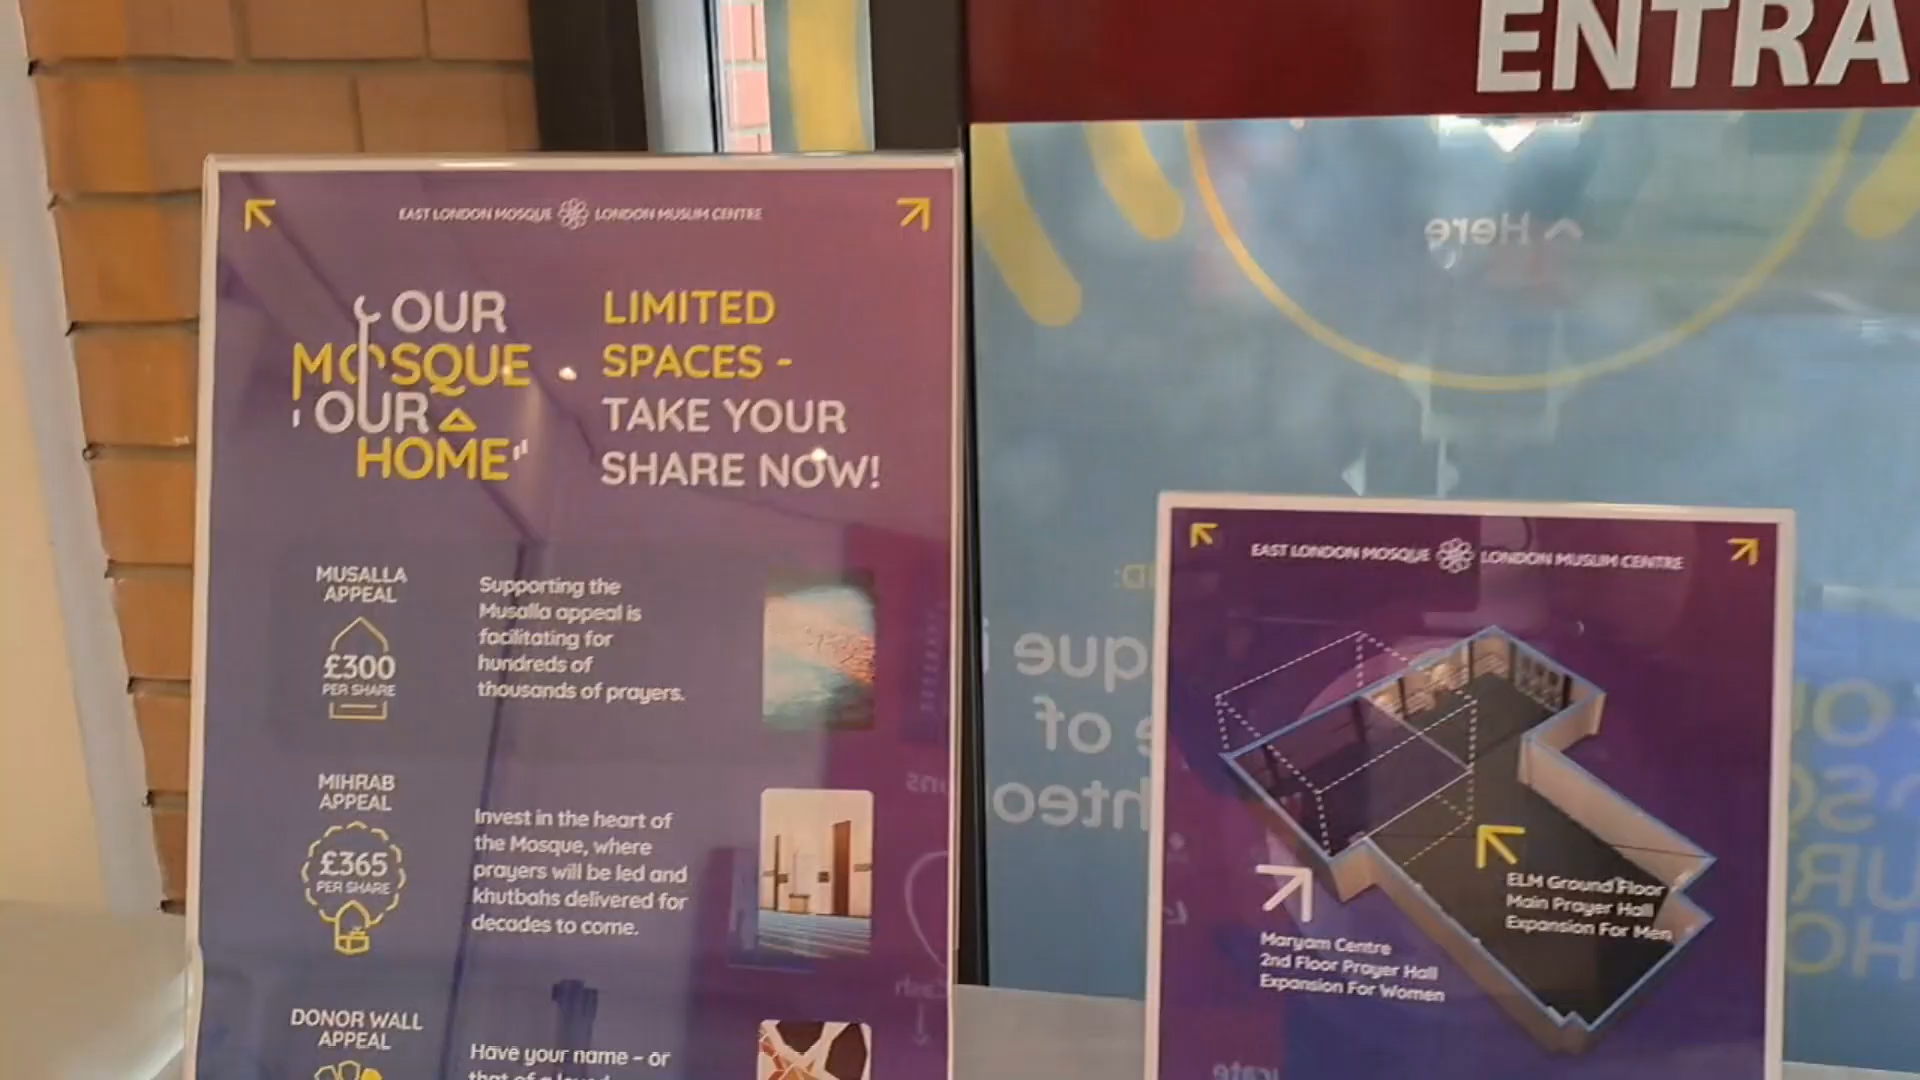 ENTRA
EAST LONDON MOSQUE LONDON MUSLIM CENTRE
OUR
MOSQUE
OUR
HOME
LIMITED
SPACES -
TAKE YOUR
SHARE NOW!
MUSALLA
APPEAL
£300
PER SHARE
Supporting the
Musalla appeal is
facilitating for
hundreds of
thousands of prayers.
MIHRAB
APPEAL
£365
PER SHARE
Invest in the heart of
the Mosque, where
prayers will be led and
khutbahs delivered for
decades to come.
DONOR WALL
APPEAL
Have your name – or
that of a loved
Here
EAST LONDON MOSQUE LONDON MUSLIM CENTRE
ELM Ground Floor
Main Prayer Hall
Expansion For Men
Maryam Centre
2nd Floor Prayer Hall
Expansion For Women